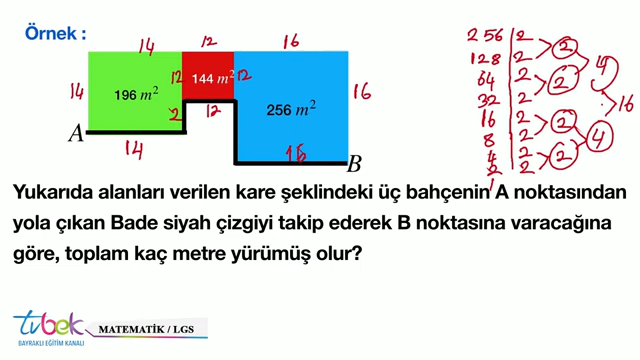 Örnek :
14 12 16
14 196 m² 12 144 m² 12 256 m² 16
2 12
A 14 16 B
256 2 2
128 2 4
64 2 2
32 2 16
16 2 2
8 2 4
4 2 2
2 2
1
Yukarıda alanları verilen kare şeklindeki üç bahçenin A noktasından
yola çıkan Bade siyah çizgiyi takip ederek B noktasına varacağına
göre, toplam kaç metre yürümüş olur?
tvbek MATEMATİK / LGS
BAYRAKLI EĞİTİM KANALI